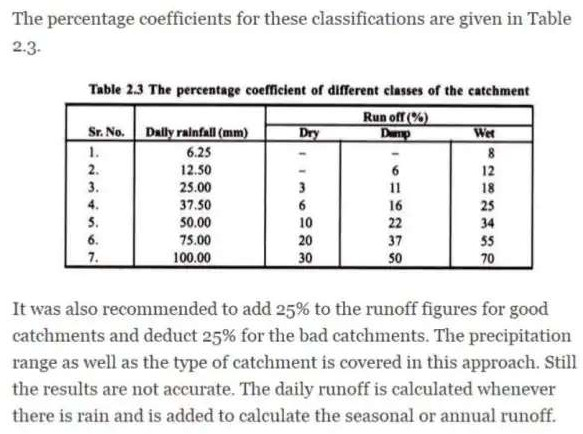 The percentage coefficients for these classifications are given in Table
2.3.
Table 2.3 The percentage coefficient of different classes of the catchment
Run off (%)
Sr. No. Daily rainfall (mm) Dry Damp Wet
1. 6.25 - - 8
2. 12.50 - 6 12
3. 25.00 3 11 18
4. 37.50 6 16 25
5. 50.00 10 22 34
6. 75.00 20 37 55
7. 100.00 30 50 70
It was also recommended to add 25% to the runoff figures for good
catchments and deduct 25% for the bad catchments. The precipitation
range as well as the type of catchment is covered in this approach. Still
the results are not accurate. The daily runoff is calculated whenever
there is rain and is added to calculate the seasonal or annual runoff.